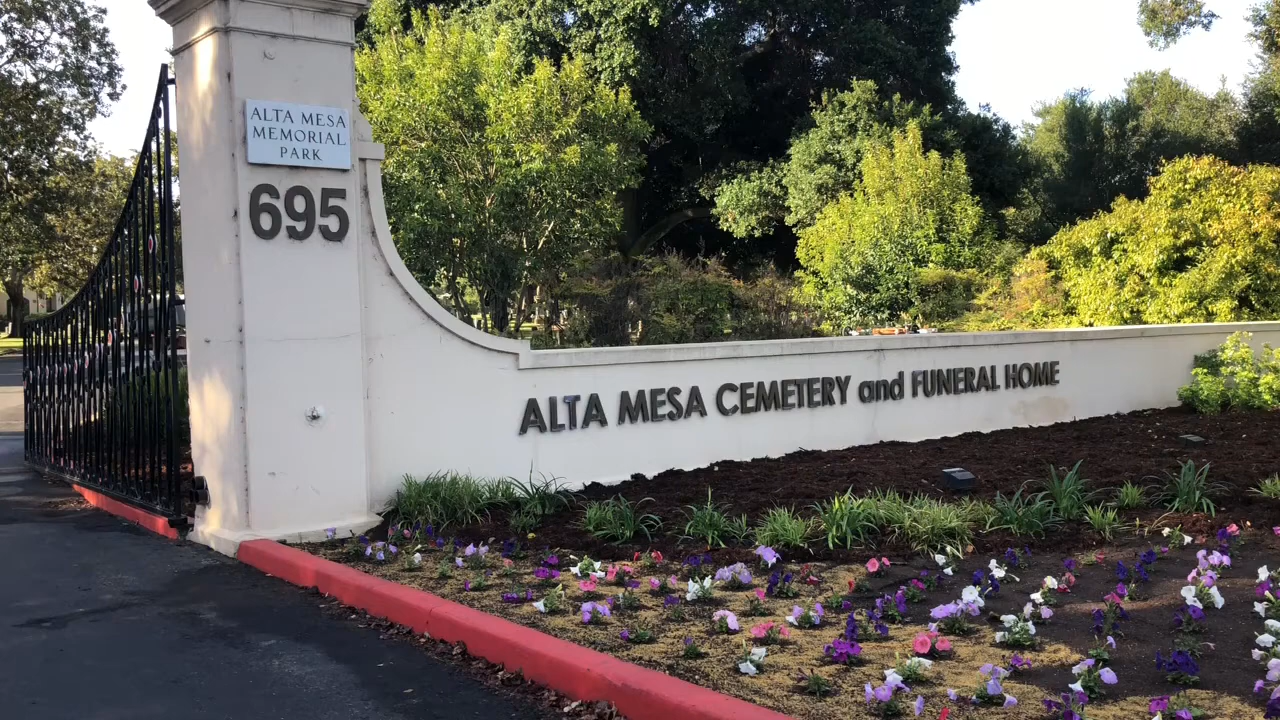 ALTA MESA
MEMORIAL
PARK
695
ALTA MESA CEMETERY and FUNERAL HOME